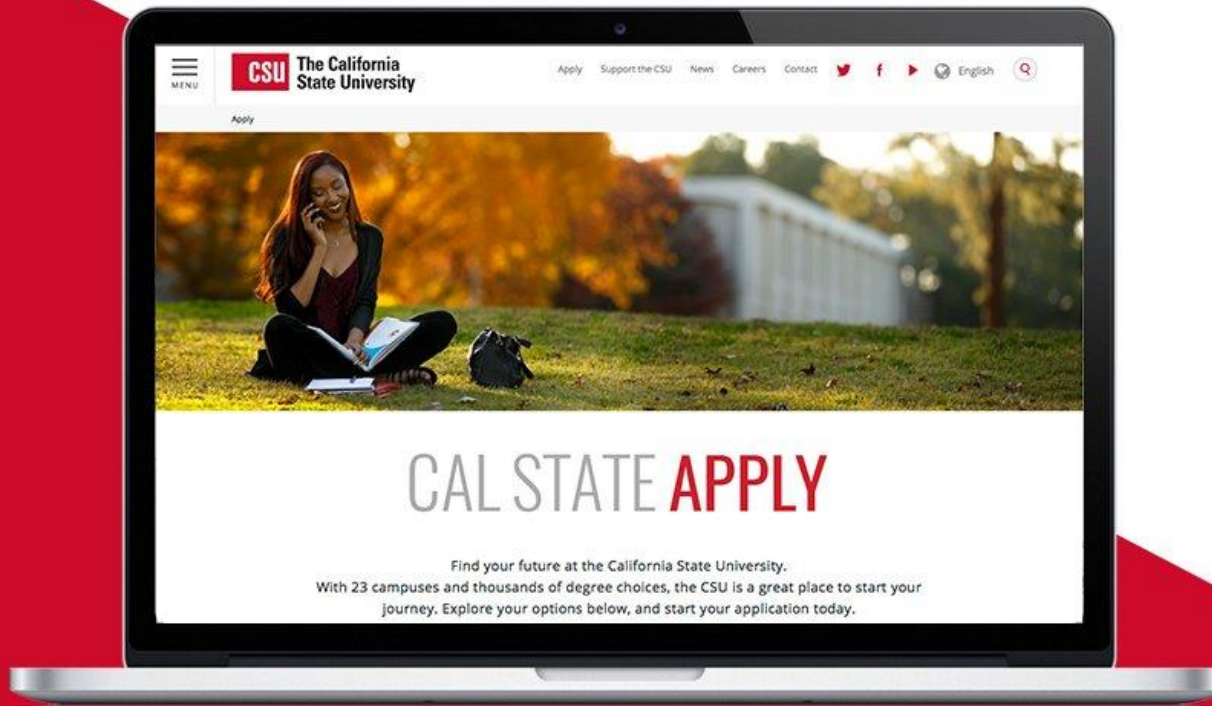 MENU
CSU The California
State University
Apply Support the CSU News Careers Contact English
Apply
CAL STATE APPLY
Find your future at the California State University.
With 23 campuses and thousands of degree choices, the CSU is a great place to start your
journey. Explore your options below, and start your application today.